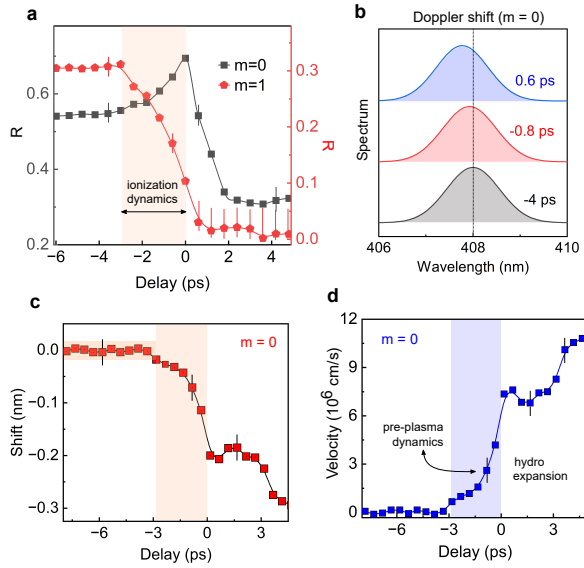 a
m=0
m=1
ionization
dynamics
R
R
0.2
0.4
0.6
0.0
0.1
0.2
0.3
−6
−4
−2
0
2
4
Delay (ps)
b
Doppler shift (m = 0)
0.6 ps
-0.8 ps
-4 ps
Spectrum
406
408
410
Wavelength (nm)
c
m = 0
Shift (nm)
0.0
−0.1
−0.2
−0.3
−6
−3
0
3
Delay (ps)
d
m = 0
pre-plasma
dynamics
hydro
expansion
Velocity (10⁶ cm/s)
12
9
6
3
0
−6
−3
0
3
Delay (ps)